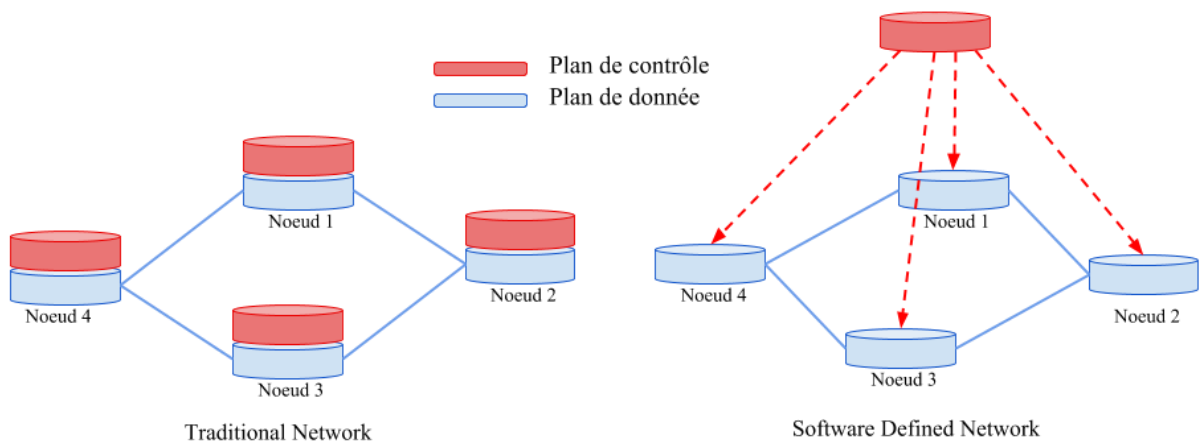 Plan de contrôle
Plan de donnée
Noeud 1
Noeud 2
Noeud 4
Noeud 3
Traditional Network
Noeud 1
Noeud 4
Noeud 2
Noeud 3
Software Defined Network